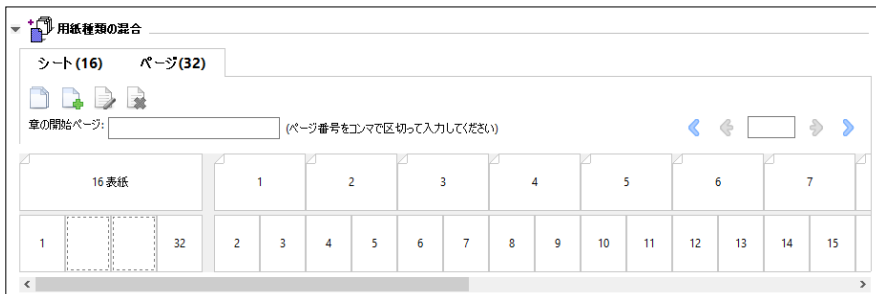 用紙種類の混合
シート(16) ページ(32)
章の開始ページ: (ページ番号をコンマで区切って入力してください)
16 表紙 1 2 3 4 5 6 7
1 32 2 3 4 5 6 7 8 9 10 11 12 13 14 15